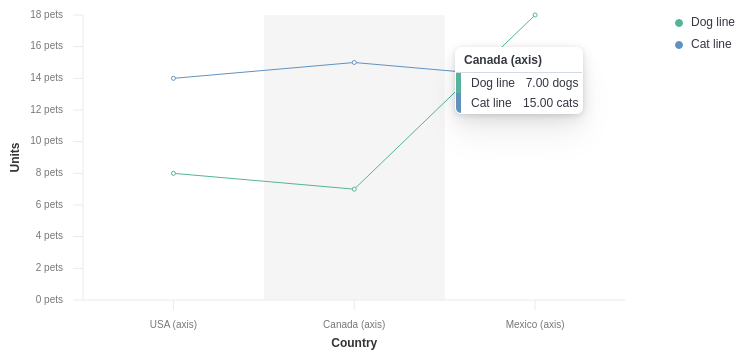 18 pets
16 pets
14 pets
12 pets
10 pets
8 pets
6 pets
4 pets
2 pets
0 pets
Units
USA (axis)
Canada (axis)
Mexico (axis)
Country
Canada (axis)
Dog line 7.00 dogs
Cat line 15.00 cats
Dog line
Cat line